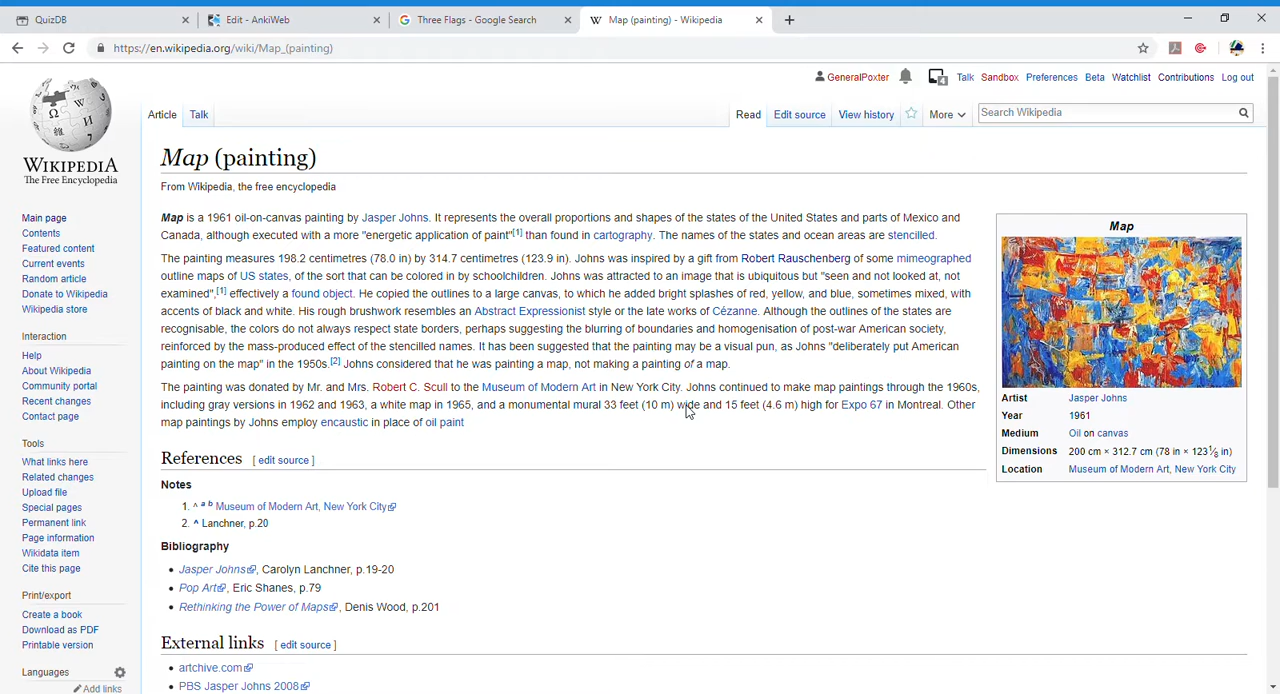 QuizDB
Edit - AnkiWeb
Three Flags - Google Search
Map (painting) - Wikipedia
https://en.wikipedia.org/wiki/Map_(painting)
GeneralPoxter
4
Talk
Sandbox
Preferences
Beta
Watchlist
Contributions
Log out
Article
Talk
Read
Edit source
View history
More
Search Wikipedia
WIKIPEDIA
The Free Encyclopedia
Main page
Contents
Featured content
Current events
Random article
Donate to Wikipedia
Wikipedia store
Interaction
Help
About Wikipedia
Community portal
Recent changes
Contact page
Tools
What links here
Related changes
Upload file
Special pages
Permanent link
Page information
Wikidata item
Cite this page
Print/export
Create a book
Download as PDF
Printable version
Languages
Add links
Map (painting)
From Wikipedia, the free encyclopedia
Map is a 1961 oil-on-canvas painting by Jasper Johns. It represents the overall proportions and shapes of the states of the United States and parts of Mexico and
Canada, although executed with a more "energetic application of paint"[1] than found in cartography. The names of the states and ocean areas are stencilled.
The painting measures 198.2 centimetres (78.0 in) by 314.7 centimetres (123.9 in). Johns was inspired by a gift from Robert Rauschenberg of some mimeographed
outline maps of US states, of the sort that can be colored in by schoolchildren. Johns was attracted to an image that is ubiquitous but "seen and not looked at, not
examined",[1] effectively a found object. He copied the outlines to a large canvas, to which he added bright splashes of red, yellow, and blue, sometimes mixed, with
accents of black and white. His rough brushwork resembles an Abstract Expressionist style or the late works of Cézanne. Although the outlines of the states are
recognisable, the colors do not always respect state borders, perhaps suggesting the blurring of boundaries and homogenisation of post-war American society,
reinforced by the mass-produced effect of the stencilled names. It has been suggested that the painting may be a visual pun, as Johns "deliberately put American
painting on the map" in the 1950s.[2] Johns considered that he was painting a map, not making a painting of a map.
The painting was donated by Mr. and Mrs. Robert C. Scull to the Museum of Modern Art in New York City. Johns continued to make map paintings through the 1960s,
including gray versions in 1962 and 1963, a white map in 1965, and a monumental mural 33 feet (10 m) wide and 15 feet (4.6 m) high for Expo 67 in Montreal. Other
map paintings by Johns employ encaustic in place of oil paint
References [ edit source ]
Notes
1. ^ a b Museum of Modern Art, New York City
2. ^ Lanchner, p.20
Bibliography
Jasper Johns, Carolyn Lanchner, p.19-20
Pop Art, Eric Shanes, p.79
Rethinking the Power of Maps, Denis Wood, p.201
External links [ edit source ]
artchive.com
PBS Jasper Johns 2008
Map
Artist Jasper Johns
Year 1961
Medium Oil on canvas
Dimensions 200 cm × 312.7 cm (78 in × 123 1⁄8 in)
Location Museum of Modern Art, New York City